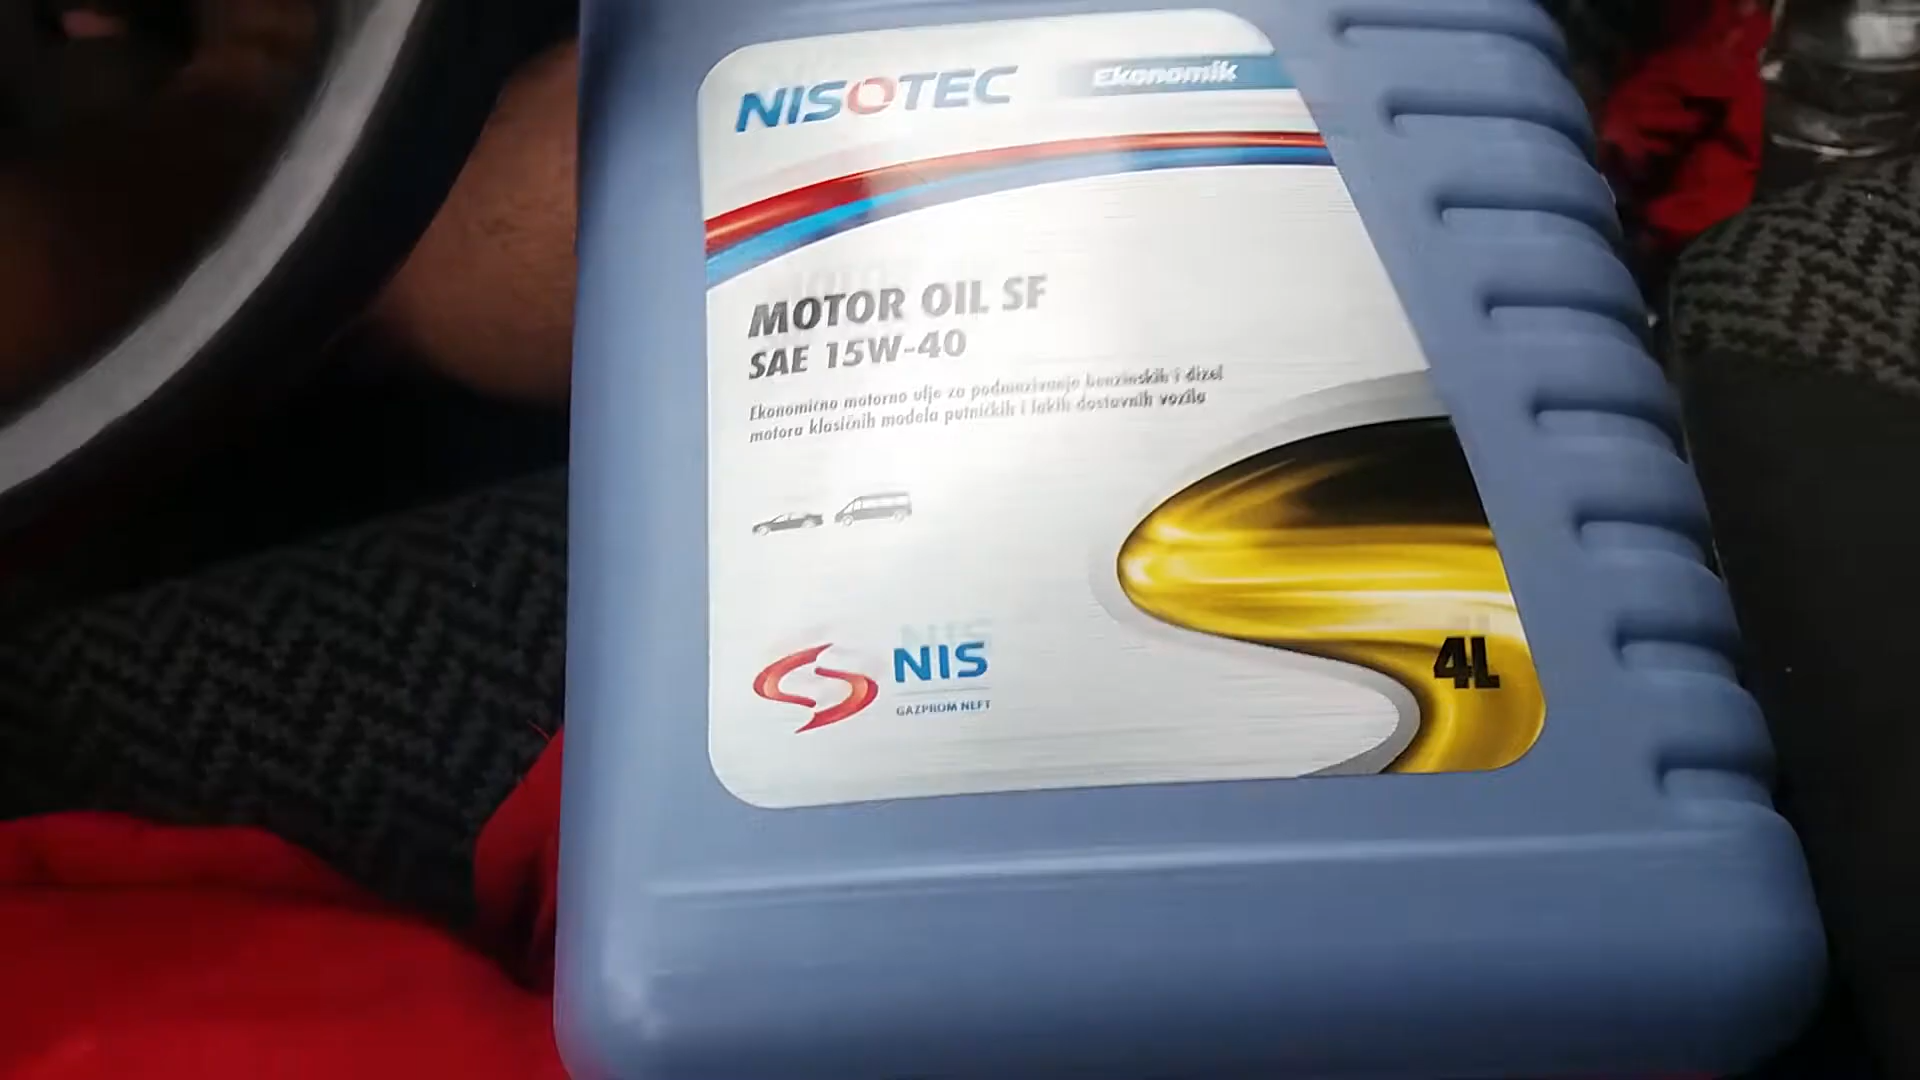 NISOTEC
Ekonomik
MOTOR OIL SF
SAE 15W-40
Ekonomično motorno ulje za podmazivanje benzinskih i dizel
motora klasičnih modela putničkih i lakih dostavnih vozila
NIS
GAZPROM NEFT
4L